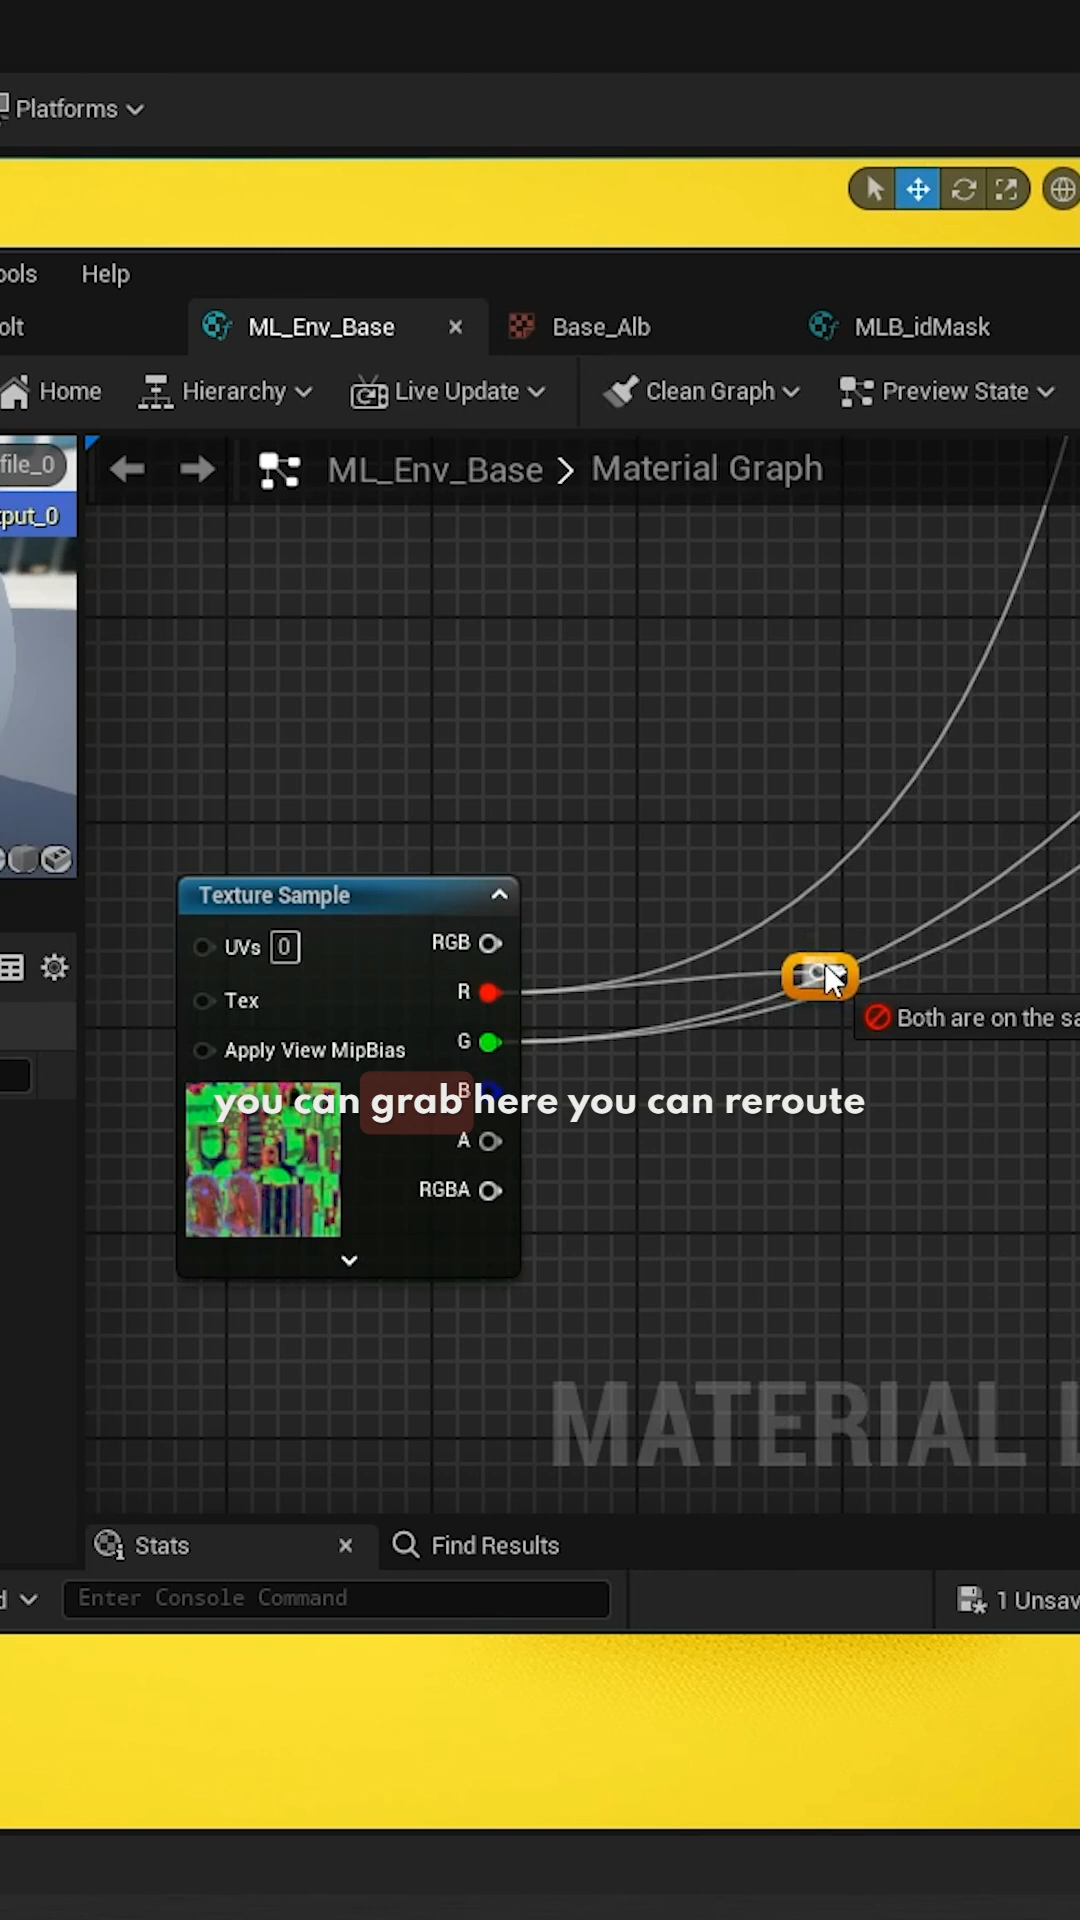 Platforms
ools Help
olt ML_Env_Base Base_Alb MLB_idMask
Home Hierarchy Live Update Clean Graph Preview State
file_0 ML_Env_Base > Material Graph
put_0
Texture Sample
UVs 0 RGB
R
Tex
G
Apply View MipBias
Both are on the sa
B
you can grab here you can reroute
A
RGBA
MATERIAL L
Stats Find Results
d Enter Console Command 1 Unsav